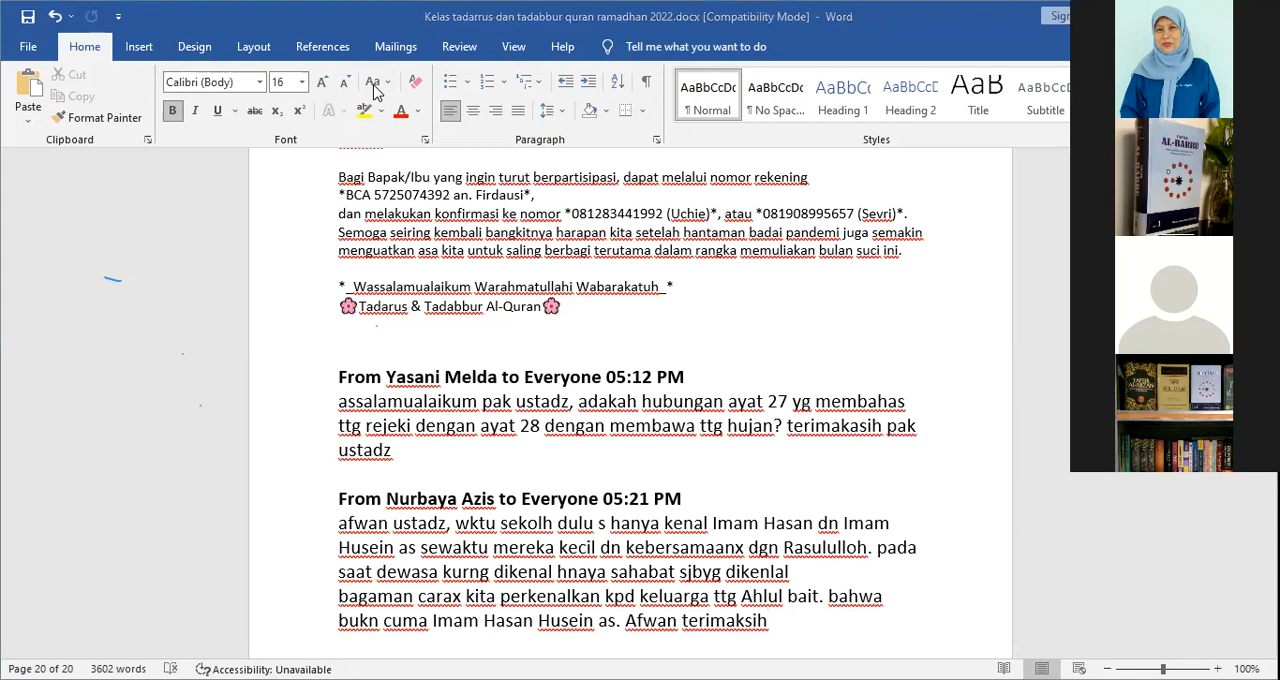 Kelas tadarrus dan tadabbur quran ramadhan 2022.docx [Compatibility Mode] - Word
Sig
File Home Insert Design Layout References Mailings Review View Help Tell me what you want to do
Paste
Cut
Copy
Format Painter
Clipboard
Calibri (Body) 16
Font
Paragraph
AaBbCcDc AaBbCcDc AaBbC AaBbCcD AaB AaBbCcD
¶ Normal ¶ No Spac... Heading 1 Heading 2 Title Subtitle
Styles
Bagi Bapak/Ibu yang ingin turut berpartisipasi, dapat melalui nomor rekening
*BCA 5725074392 an. Firdausi*,
dan melakukan konfirmasi ke nomor *081283441992 (Uchie)*, atau *081908995657 (Sevri)*.
Semoga seiring kembali bangkitnya harapan kita setelah hantaman badai pandemi juga semakin
menguatkan asa kita untuk saling berbagi terutama dalam rangka memuliakan bulan suci ini.
*_Wassalamualaikum Warahmatullahi Wabarakatuh_*
🌸Tadarus & Tadabbur Al-Quran🌸
From Yasani Melda to Everyone 05:12 PM
assalamualaikum pak ustadz, adakah hubungan ayat 27 yg membahas
ttg rejeki dengan ayat 28 dengan membawa ttg hujan? terimakasih pak
ustadz
From Nurbaya Azis to Everyone 05:21 PM
afwan ustadz, wktu sekolh dulu s hanya kenal Imam Hasan dn Imam
Husein as sewaktu mereka kecil dn kebersamaanx dgn Rasululloh. pada
saat dewasa kurng dikenal hnaya sahabat sjbyg dikenlal
bagaman carax kita perkenalkan kpd keluarga ttg Ahlul bait. bahwa
bukn cuma Imam Hasan Husein as. Afwan terimaksih
Page 20 of 20 3602 words Accessibility: Unavailable 100%
AL-BARRU